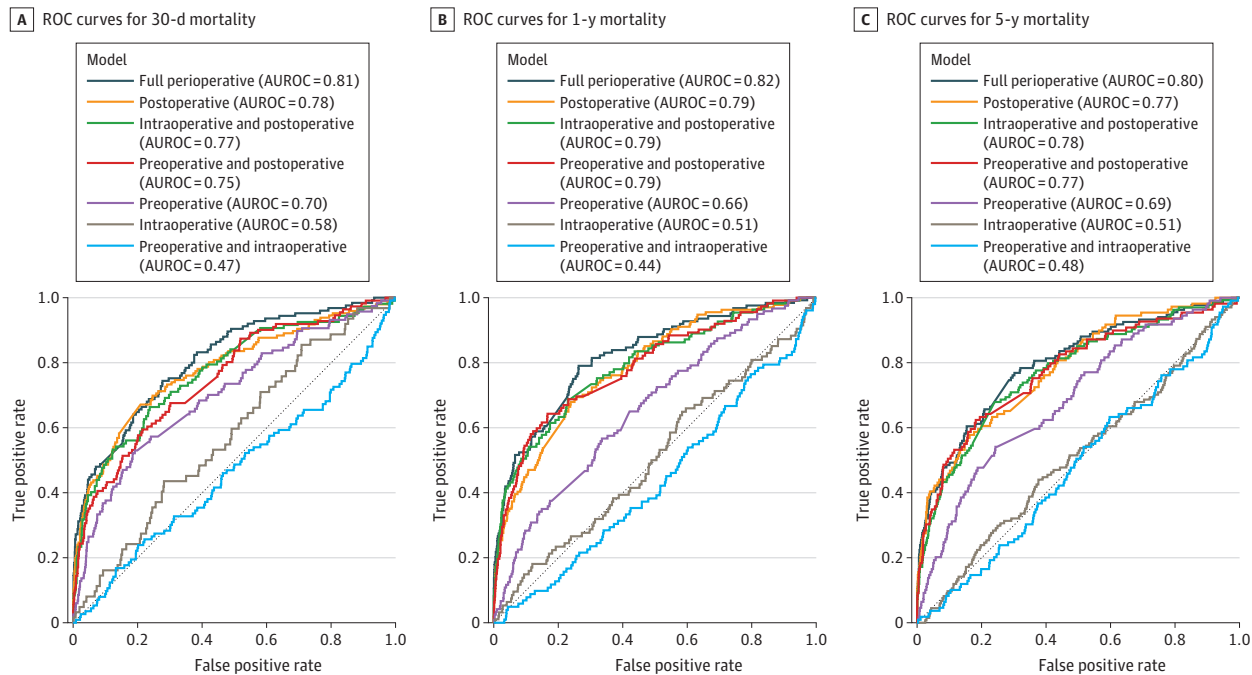 A ROC curves for 30-d mortality
Model
Full perioperative (AUROC = 0.81)
Postoperative (AUROC = 0.78)
Intraoperative and postoperative
(AUROC = 0.77)
Preoperative and postoperative
(AUROC = 0.75)
Preoperative (AUROC = 0.70)
Intraoperative (AUROC = 0.58)
Preoperative and intraoperative
(AUROC = 0.47)
1.0
0.8
0.6
0.4
0.2
0
True positive rate
0 0.2 0.4 0.6 0.8 1.0
False positive rate
B ROC curves for 1-y mortality
Model
Full perioperative (AUROC = 0.82)
Postoperative (AUROC = 0.79)
Intraoperative and postoperative
(AUROC = 0.79)
Preoperative and postoperative
(AUROC = 0.79)
Preoperative (AUROC = 0.66)
Intraoperative (AUROC = 0.51)
Preoperative and intraoperative
(AUROC = 0.44)
1.0
0.8
0.6
0.4
0.2
0
True positive rate
0 0.2 0.4 0.6 0.8 1.0
False positive rate
C ROC curves for 5-y mortality
Model
Full perioperative (AUROC = 0.80)
Postoperative (AUROC = 0.77)
Intraoperative and postoperative
(AUROC = 0.78)
Preoperative and postoperative
(AUROC = 0.77)
Preoperative (AUROC = 0.69)
Intraoperative (AUROC = 0.51)
Preoperative and intraoperative
(AUROC = 0.48)
1.0
0.8
0.6
0.4
0.2
0
True positive rate
0 0.2 0.4 0.6 0.8 1.0
False positive rate